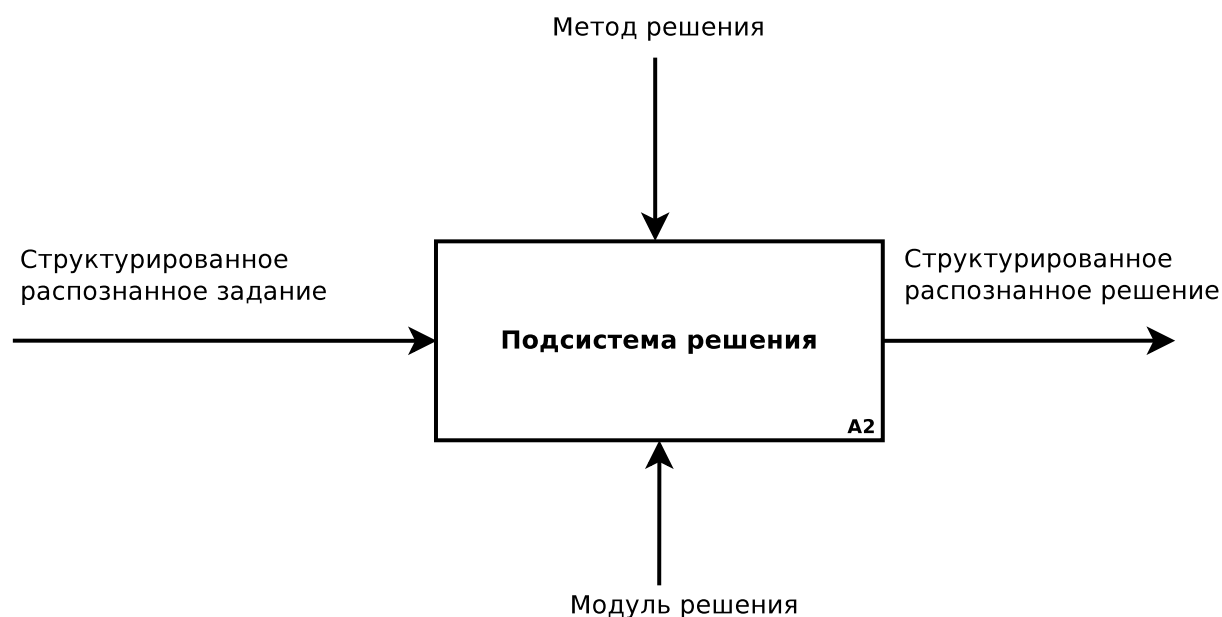 Метод решения
Структурированное
распознанное задание
Структурированное
распознанное решение
Подсистема решения
A2
Модуль решения